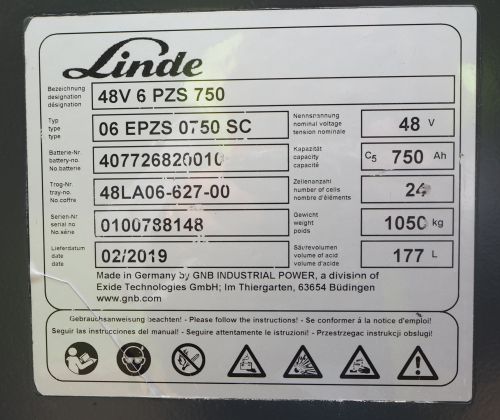 Linde
Bezeichnung
designation
désignation
48V 6 PZS 750
Typ
type
type
06 EPZS 0750 SC
Nennspannung
nominal voltage
tension nominale
48 V
Batterie-Nr
battery-no.
No.batterie
407726820010
Kapazität
capacity
capacité
C5 750 Ah
Trog-Nr.
tray-no.
No.coffre
48LA06-627-00
Zellenanzahl
number of cells
nombre d'éléments
24
Serien-Nr
serial no
No.série
0100788148
Gewicht
weight
poids
1050 kg
Lieferdatum
date
date
02/2019
Säurevolumen
volume of acid
volume d'acide
177 L
Made in Germany by GNB INDUSTRIAL POWER, a division of
Exide Technologies GmbH; Im Thiergarten, 63654 Büdingen
www.gnb.com
Gebrauchsanweisung beachten! - Please follow the instructions! - Se conformer á la notice d'emploi!
Seguir las instrucciones del manual! - Seguire attentamente le istruzioni! - Przestrzegac instrukcji obslugi!